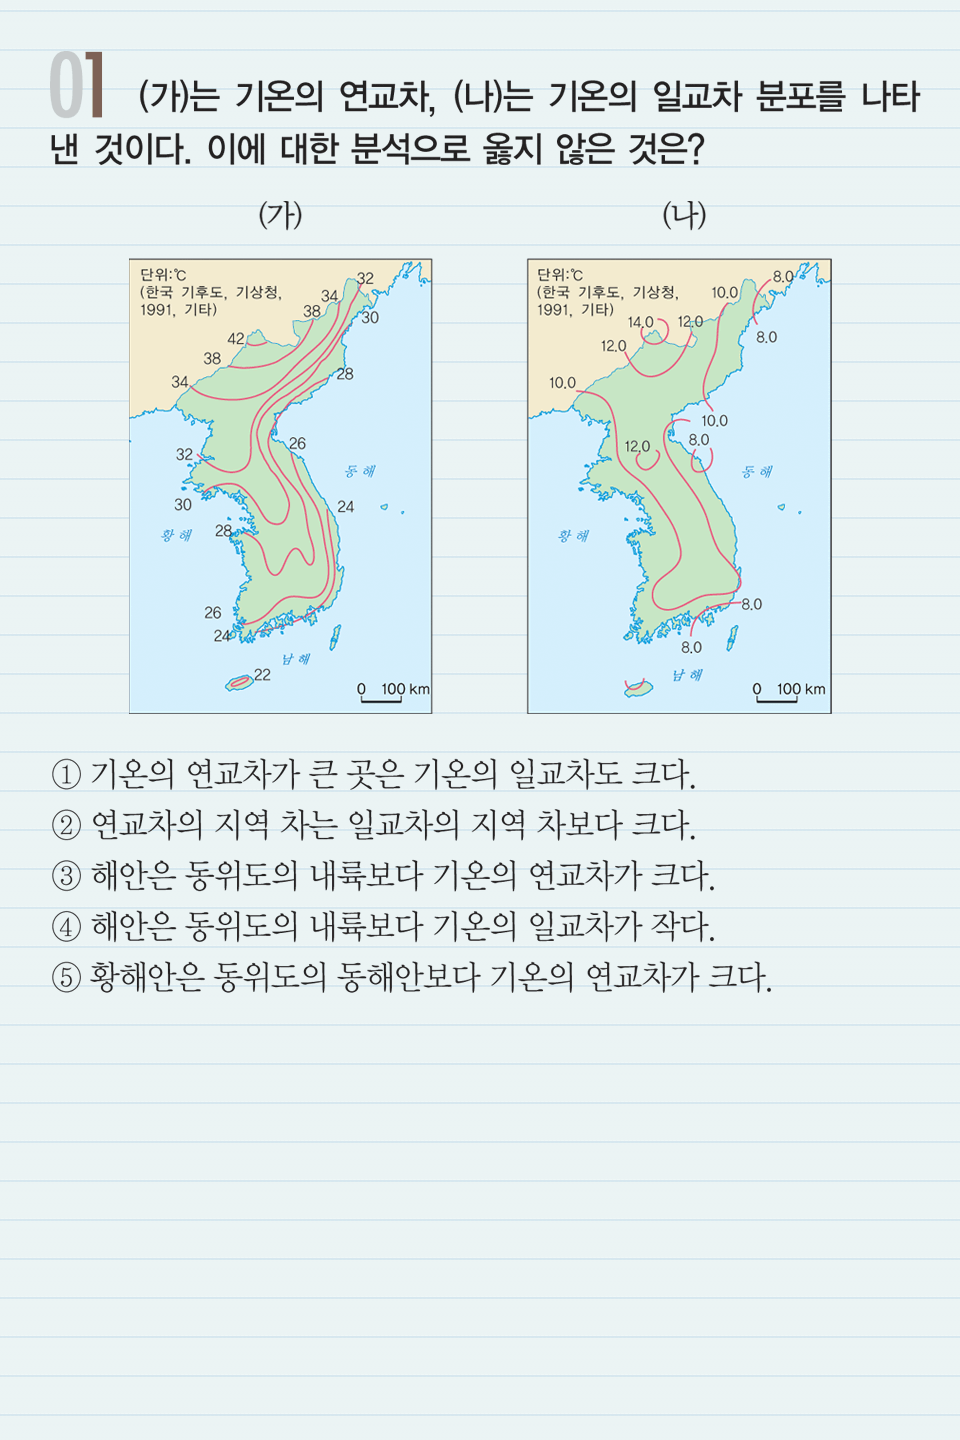 01 (가)는 기온의 연교차, (나)는 기온의 일교차 분포를 나타
낸 것이다. 이에 대한 분석으로 옳지 않은 것은?
(가)
단위:℃
(한국 기후도, 기상청,
1991, 기타)
32
34
38
30
42
38
34
28
26
32
30
24
28
26
24
22
동해
황해
남해
0 100 km
(나)
단위:℃
(한국 기후도, 기상청,
1991, 기타)
8.0
10.0
14.0
12.0
8.0
12.0
10.0
10.0
8.0
12.0
8.0
8.0
동해
황해
남해
0 100 km
① 기온의 연교차가 큰 곳은 기온의 일교차도 크다.
② 연교차의 지역 차는 일교차의 지역 차보다 크다.
③ 해안은 동위도의 내륙보다 기온의 연교차가 크다.
④ 해안은 동위도의 내륙보다 기온의 일교차가 작다.
⑤ 황해안은 동위도의 동해안보다 기온의 연교차가 크다.